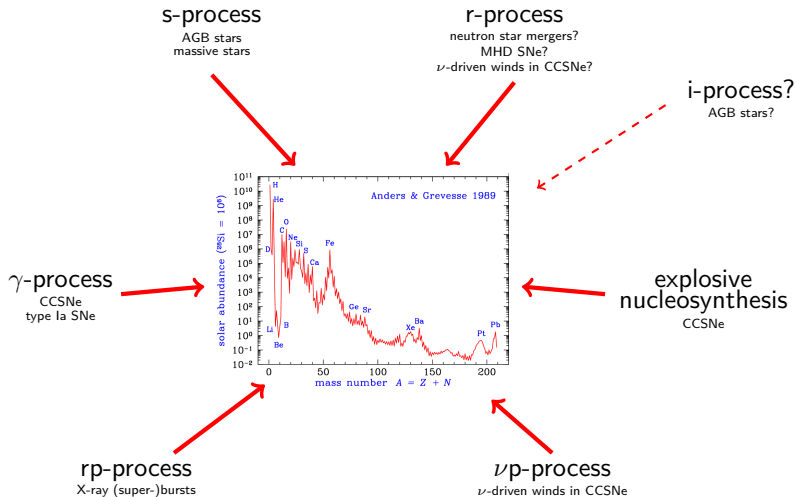 s-process
AGB stars
massive stars
r-process
neutron star mergers?
MHD SNe?
ν-driven winds in CCSNe?
i-process?
AGB stars?
Anders & Grevesse 1989
solar abundance (²⁸Si = 10⁶)
10¹¹
10¹⁰
10⁹
10⁸
10⁷
10⁶
10⁵
10⁴
10³
10²
10¹
10⁰
10⁻¹
10⁻²
H
He
D
Li
Be
B
C
O
Ne
Si
S
Ca
Fe
Ge
Sr
Xe
Ba
Pt
Pb
0
50
100
150
200
mass number A = Z + N
γ-process
CCSNe
type Ia SNe
explosive
nucleosynthesis
CCSNe
rp-process
X-ray (super-)bursts
νp-process
ν-driven winds in CCSNe